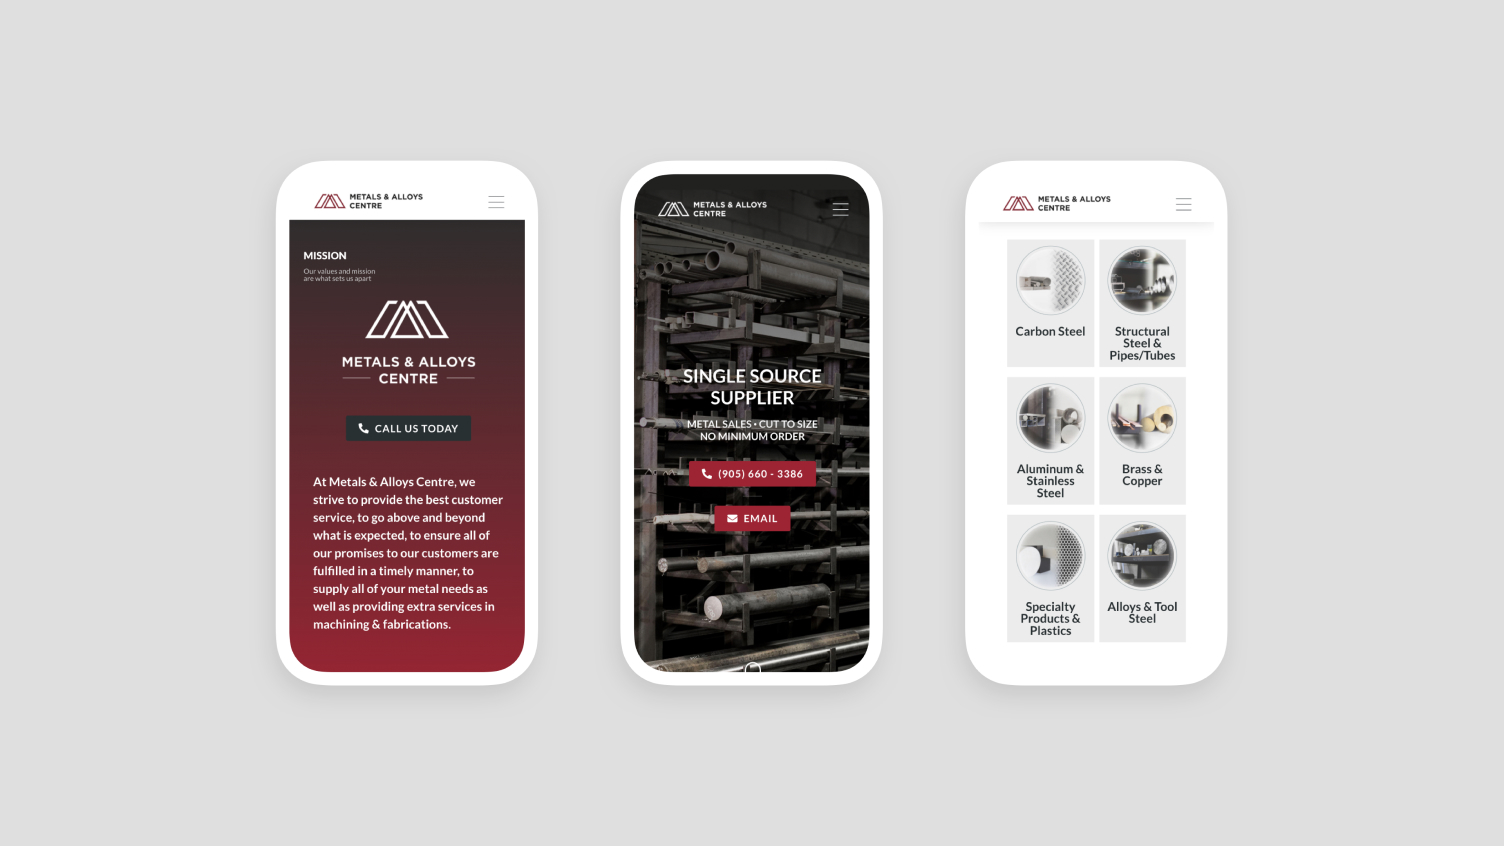 METALS & ALLOYS
CENTRE
MISSION
Our values and mission
are what sets us apart
METALS & ALLOYS
CENTRE
CALL US TODAY
At Metals & Alloys Centre, we
strive to provide the best customer
service, to go above and beyond
what is expected, to ensure all of
our promises to our customers are
fulfilled in a timely manner, to
supply all of your metal needs as
well as providing extra services in
machining & fabrications.
METALS & ALLOYS
CENTRE
SINGLE SOURCE
SUPPLIER
METAL SALES • CUT TO SIZE
NO MINIMUM ORDER
(905) 660 - 3386
EMAIL
METALS & ALLOYS
CENTRE
Carbon Steel
Structural
Steel &
Pipes/Tubes
Aluminum &
Stainless
Steel
Brass &
Copper
Specialty
Products &
Plastics
Alloys & Tool
Steel